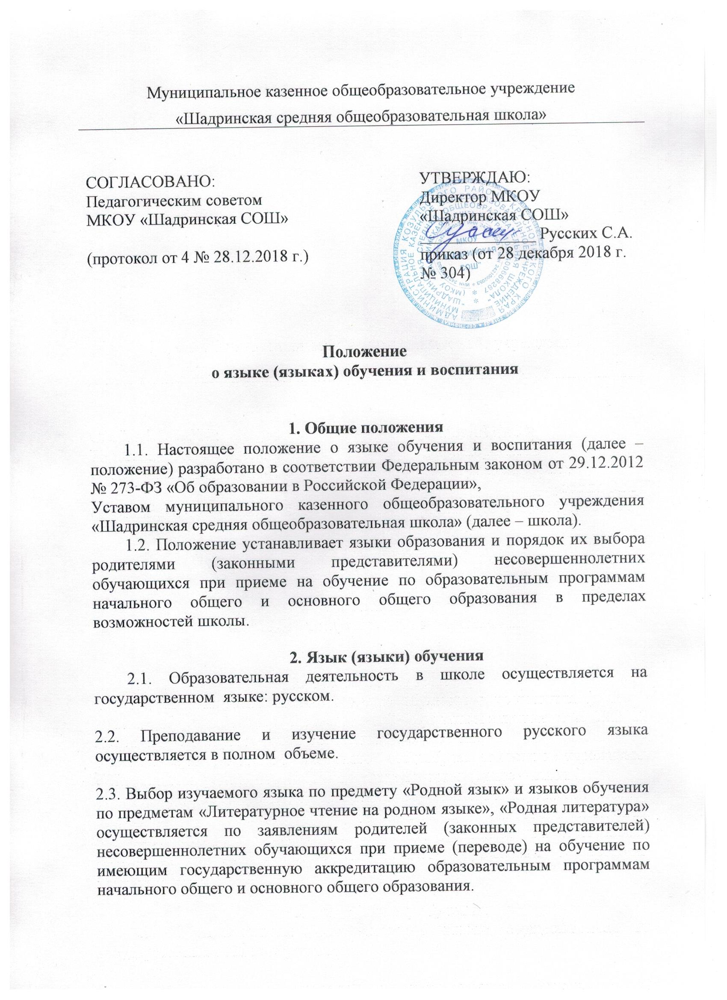 Муниципальное казенное общеобразовательное учреждение
«Шадринская средняя общеобразовательная школа»
СОГЛАСОВАНО:
Педагогическим советом
МКОУ «Шадринская СОШ»
(протокол от 4 № 28.12.2018 г.)
УТВЕРЖДАЮ:
Директор МКОУ
«Шадринская СОШ»
Русских С.А.
приказ (от 28 декабря 2018 г.
№ 304)
МКОУ
СОШ"
Положение
о языке (языках) обучения и воспитания
1. Общие положения
1.1. Настоящее положение о языке обучения и воспитания (далее –
положение) разработано в соответствии Федеральным законом от 29.12.2012
№ 273-ФЗ «Об образовании в Российской Федерации»,
Уставом муниципального казенного общеобразовательного учреждения
«Шадринская средняя общеобразовательная школа» (далее – школа).
1.2. Положение устанавливает языки образования и порядок их выбора
родителями (законными представителями) несовершеннолетних
обучающихся при приеме на обучение по образовательным программам
начального общего и основного общего образования в пределах
возможностей школы.
2. Язык (языки) обучения
2.1. Образовательная деятельность в школе осуществляется на
государственном языке: русском.
2.2. Преподавание и изучение государственного русского языка
осуществляется в полном объеме.
2.3. Выбор изучаемого языка по предмету «Родной язык» и языков обучения
по предметам «Литературное чтение на родном языке», «Родная литература»
осуществляется по заявлениям родителей (законных представителей)
несовершеннолетних обучающихся при приеме (переводе) на обучение по
имеющим государственную аккредитацию образовательным программам
начального общего и основного общего образования.